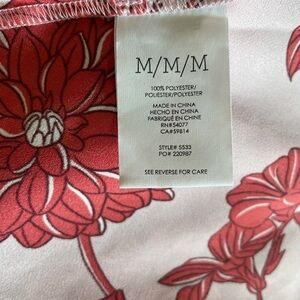 M/M/M
100% POLYESTER/
POLIÉSTER/POLYESTER
MADE IN CHINA
HECHO EN CHINA
FABRIQUÉ EN CHINE
RN#54077
CA#59814
STYLE# 5533
PO# 220987
SEE REVERSE FOR CARE